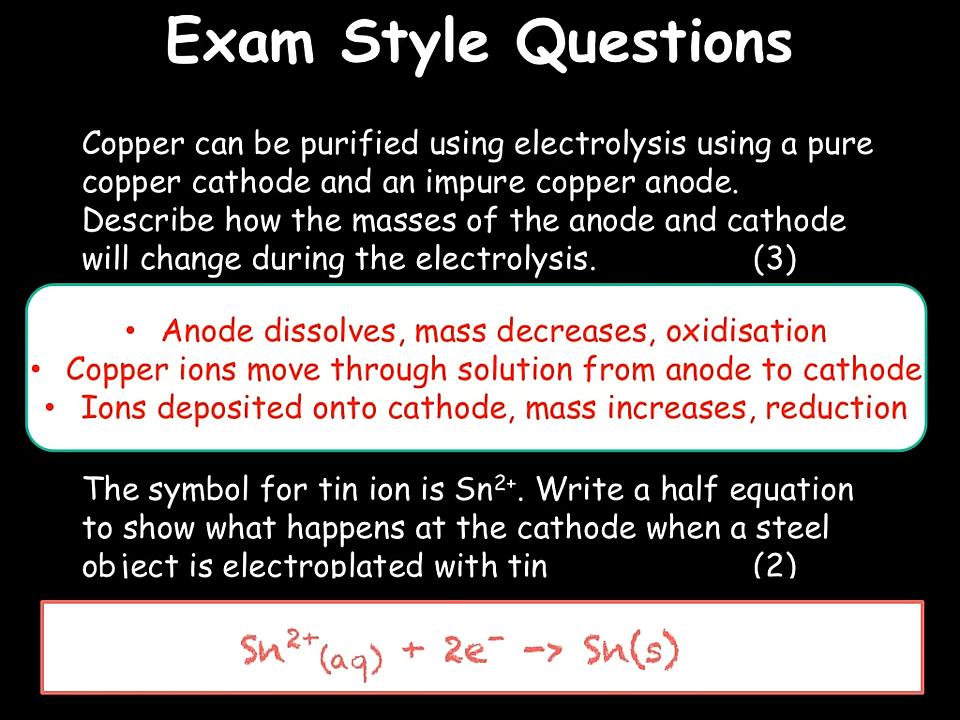 Exam Style Questions
Copper can be purified using electrolysis using a pure
copper cathode and an impure copper anode.
Describe how the masses of the anode and cathode
will change during the electrolysis. (3)
• Anode dissolves, mass decreases, oxidisation
• Copper ions move through solution from anode to cathode
• Ions deposited onto cathode, mass increases, reduction
The symbol for tin ion is Sn²⁺. Write a half equation
to show what happens at the cathode when a steel
object is electroplated with tin (2)
Sn²⁺(aq) + 2e⁻ -> Sn(s)